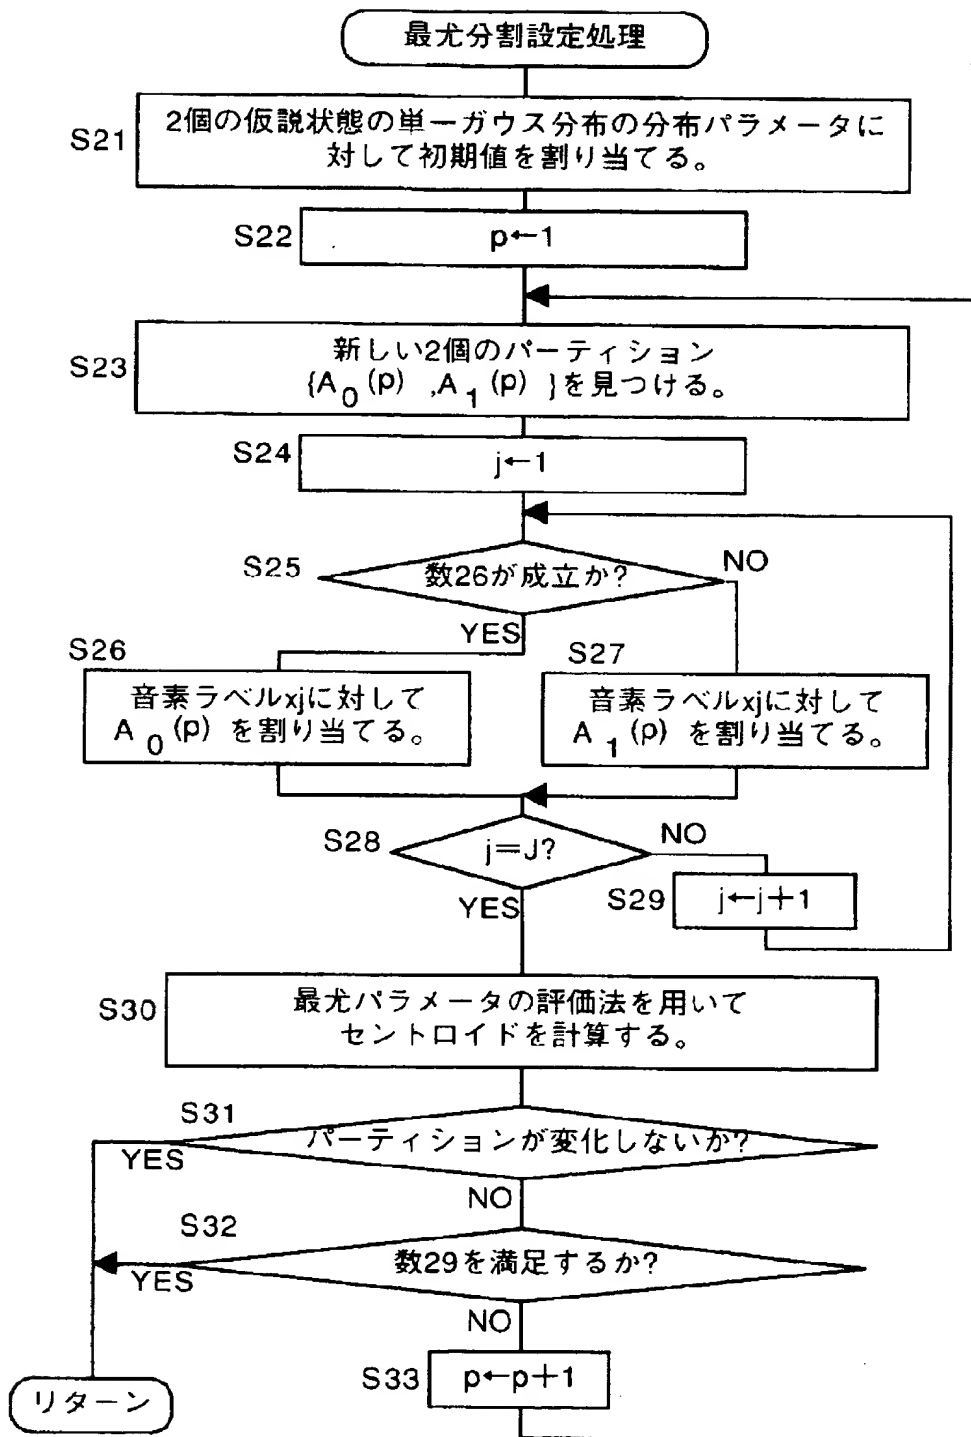 最尤分割設定処理
S21
2個の仮説状態の単一ガウス分布の分布パラメータに
対して初期値を割り当てる。
S22
p←1
S23
新しい2個のパーティション
{A0(p) ,A1(p) }を見つける。
S24
j←1
S25
数26が成立か?
NO
YES
S26
音素ラベルxjに対して
A0(p) を割り当てる。
S27
音素ラベルxjに対して
A1(p) を割り当てる。
S28
j=J?
NO
YES
S29
j←j+1
S30
最尤パラメータの評価法を用いて
セントロイドを計算する。
S31
パーティションが変化しないか?
YES
NO
S32
数29を満足するか?
YES
NO
S33
p←p+1
リターン